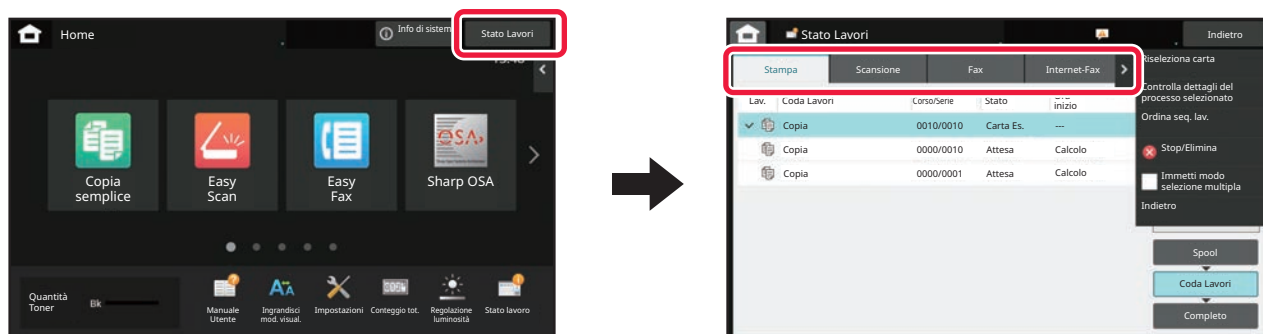 Home
Info di sistem
Stato Lavori
Copia
semplice
Easy
Scan
Easy
Fax
OSA
Sharp OSA
Quantità
Toner
Bk
Manuale
Utente
Ingrandisci
mod. visual.
Impostazioni
Conteggio tot.
Regolazione
luminosità
Stato lavoro
Stato Lavori
Indietro
Stampa
Scansione
Fax
Internet-Fax
Lav.
Coda Lavori
Corso/Serie
Stato
inizio
Copia
0010/0010
Carta Es.
---
Copia
0000/0010
Attesa
Calcolo
Copia
0000/0001
Attesa
Calcolo
Riseleziona carta
Controlla dettagli del
processo selezionato
Ordina seq. lav.
Stop/Elimina
Immetti modo
selezione multipla
Indietro
Spool
Coda Lavori
Completo